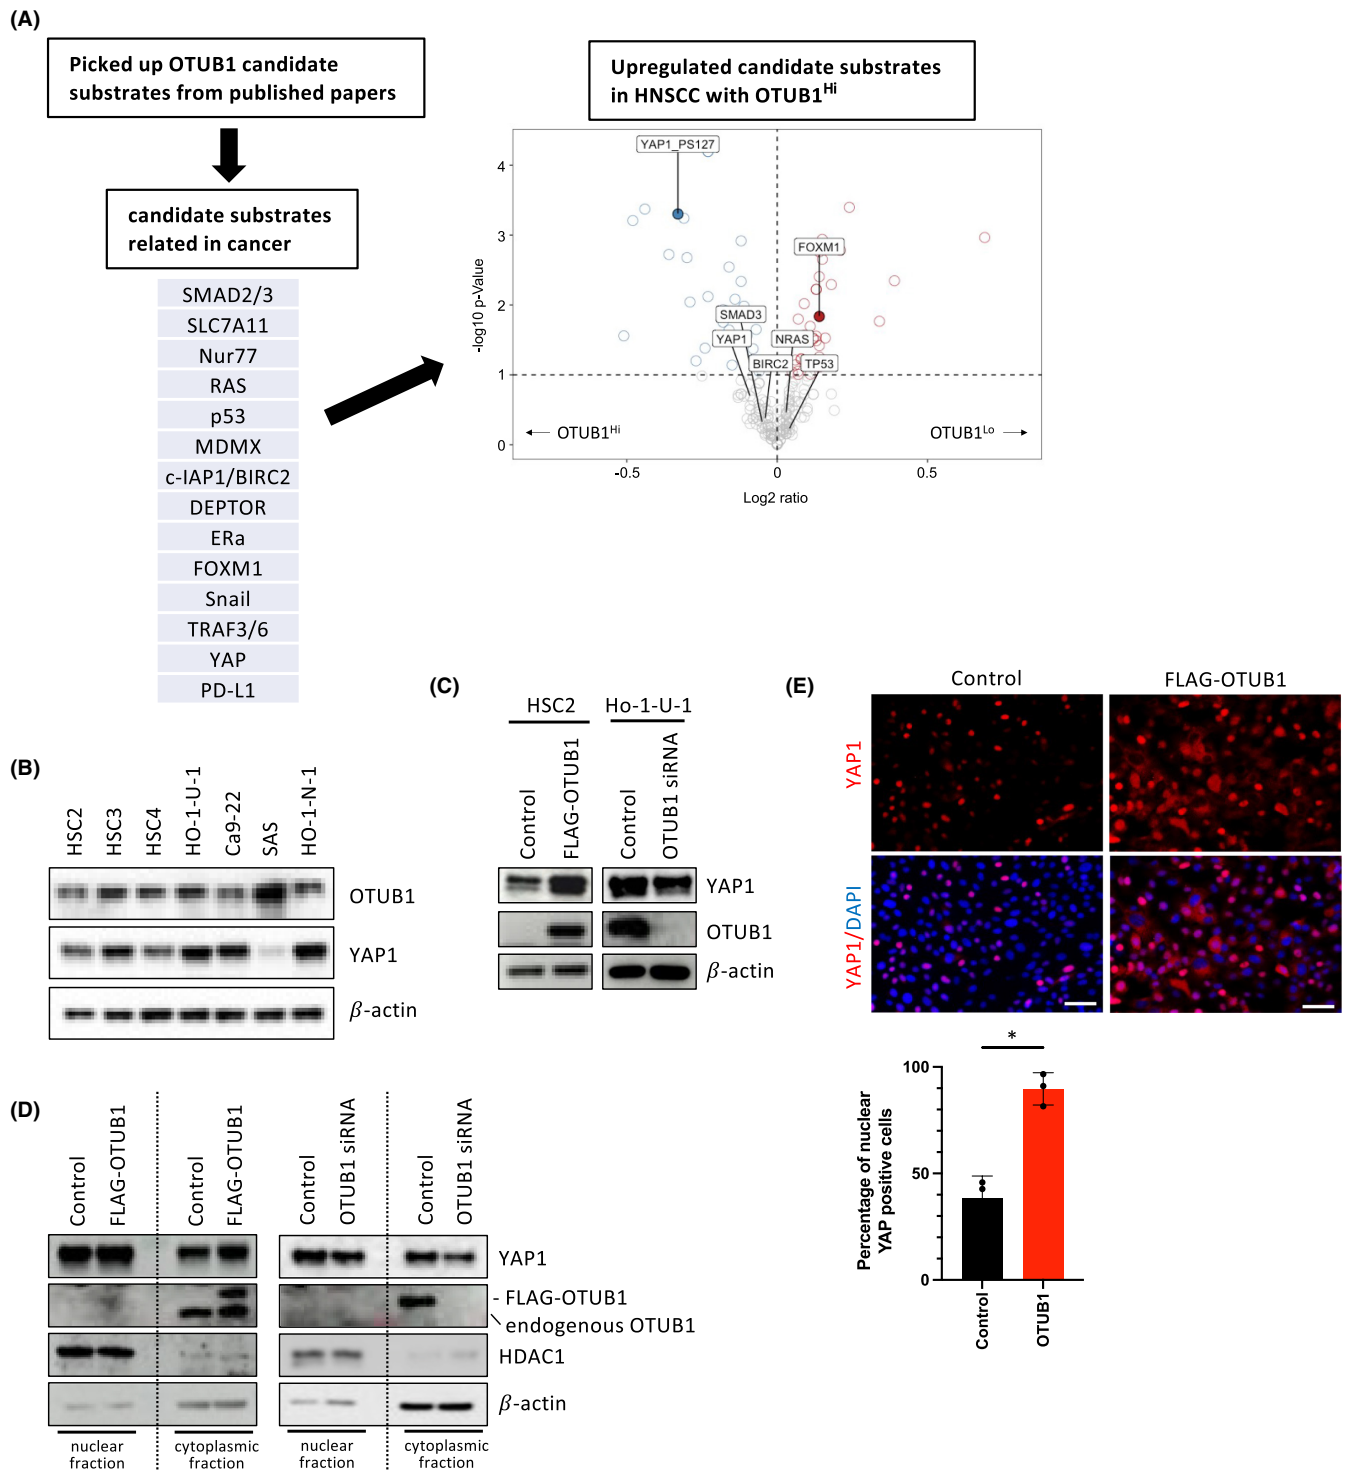 (A)
Picked up OTUB1 candidate
substrates from published papers
candidate substrates
related in cancer
SMAD2/3
SLC7A11
Nur77
RAS
p53
MDMX
c-IAP1/BIRC2
DEPTOR
ERa
FOXM1
Snail
TRAF3/6
YAP
PD-L1
Upregulated candidate substrates
in HNSCC with OTUB1Hi
YAP1_PS127
FOXM1
SMAD3
YAP1
NRAS
BIRC2
TP53
4
3
2
1
0
-log10 p-Value
OTUB1Hi
OTUB1Lo
-0.5
0
0.5
Log2 ratio
(B)
HSC2
HSC3
HSC4
HO-1-U-1
Ca9-22
SAS
HO-1-N-1
OTUB1
YAP1
β-actin
(C)
HSC2
Ho-1-U-1
Control
FLAG-OTUB1
Control
OTUB1 siRNA
YAP1
OTUB1
β-actin
(D)
Control
FLAG-OTUB1
Control
FLAG-OTUB1
Control
OTUB1 siRNA
Control
OTUB1 siRNA
YAP1
- FLAG-OTUB1
endogenous OTUB1
HDAC1
β-actin
nuclear
fraction
cytoplasmic
fraction
nuclear
fraction
cytoplasmic
fraction
(E)
Control
FLAG-OTUB1
YAP1
YAP1/DAPI
*
100
50
0
Percentage of nuclear
YAP positive cells
Control
OTUB1